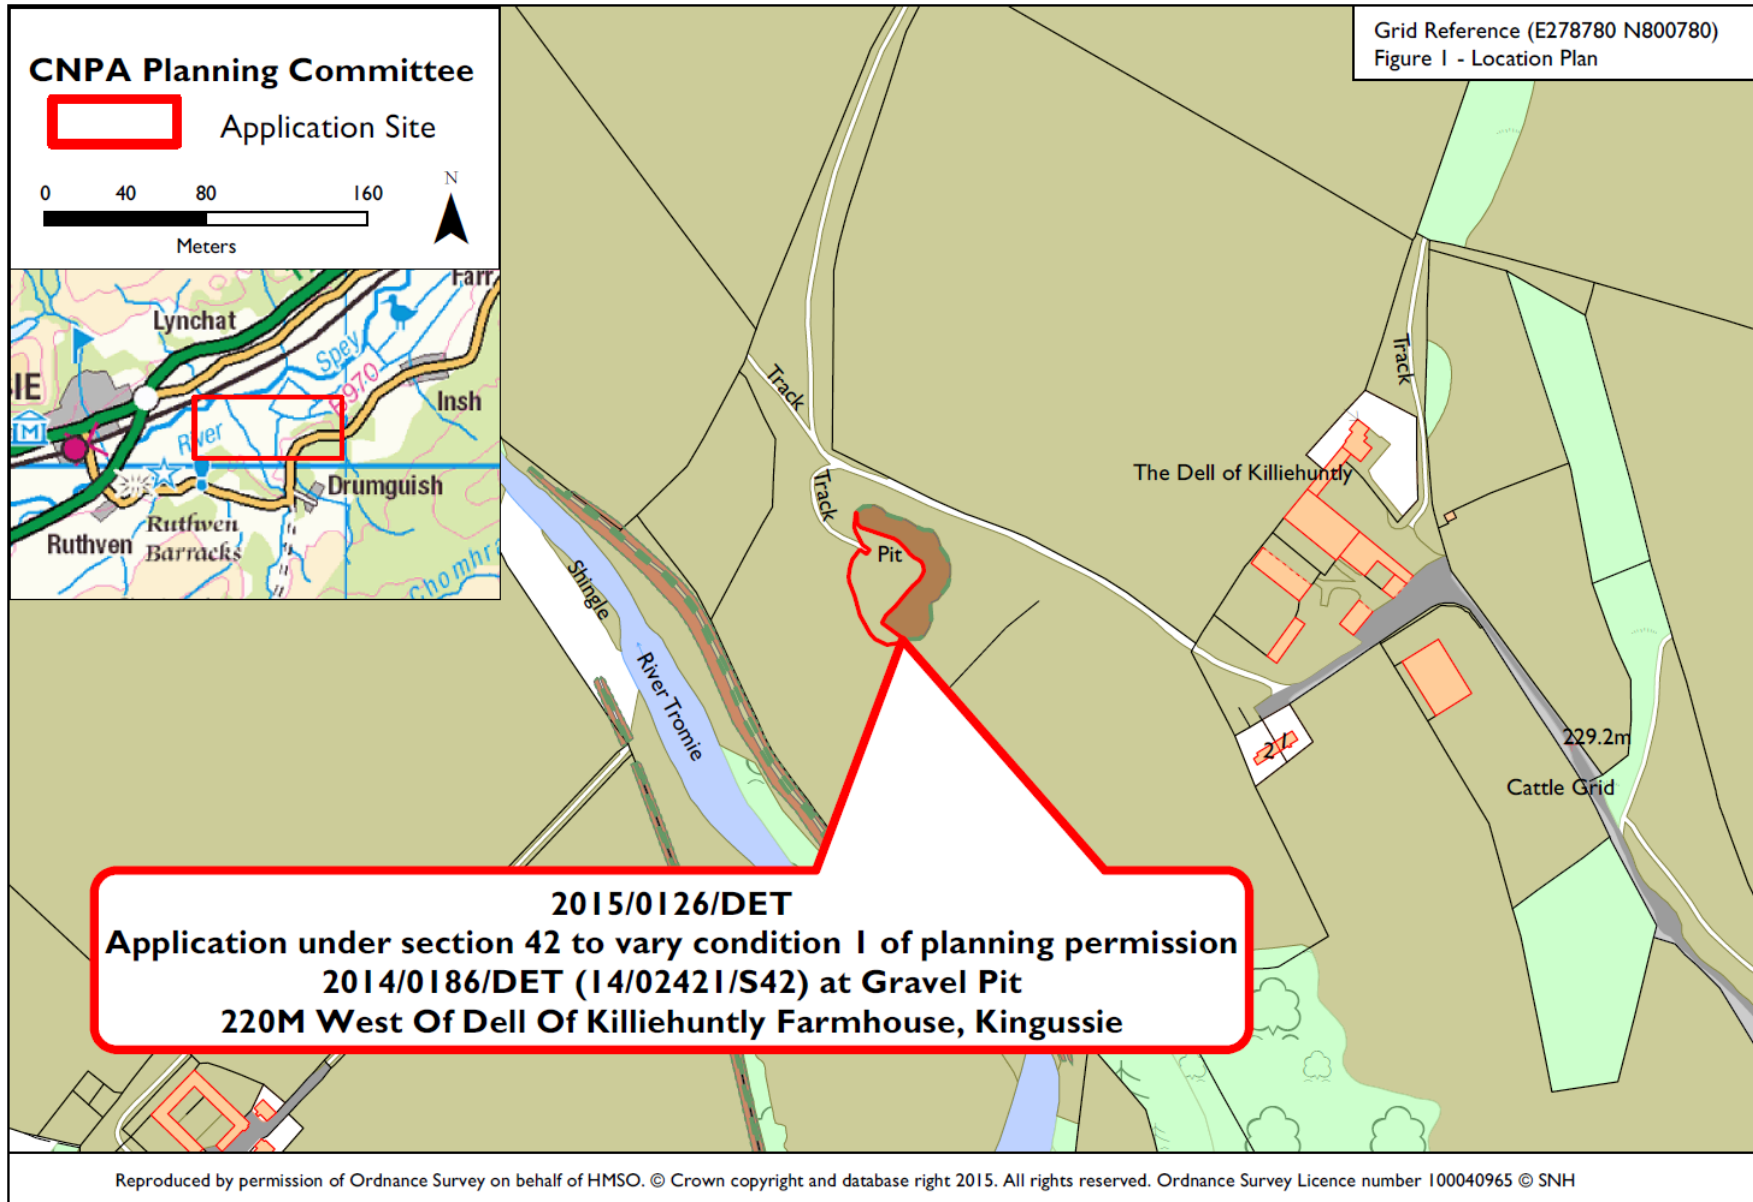 CNPA Planning Committee
Application Site
0 40 80 160
Meters
N
Grid Reference (E278780 N800780)
Figure 1 - Location Plan
Farr
Lynchat
Spey
B970
Insh
River
Drumguish
Ruthven
Barracks
Ruthven
M
Track
Track
Track
The Dell of Killiehuntly
Pit
Shingle
River Tromie
229.2m
Cattle Grid
2015/0126/DET
Application under section 42 to vary condition 1 of planning permission
2014/0186/DET (14/02421/S42) at Gravel Pit
220M West Of Dell Of Killiehuntly Farmhouse, Kingussie
Reproduced by permission of Ordnance Survey on behalf of HMSO. © Crown copyright and database right 2015. All rights reserved. Ordnance Survey Licence number 100040965 © SNH